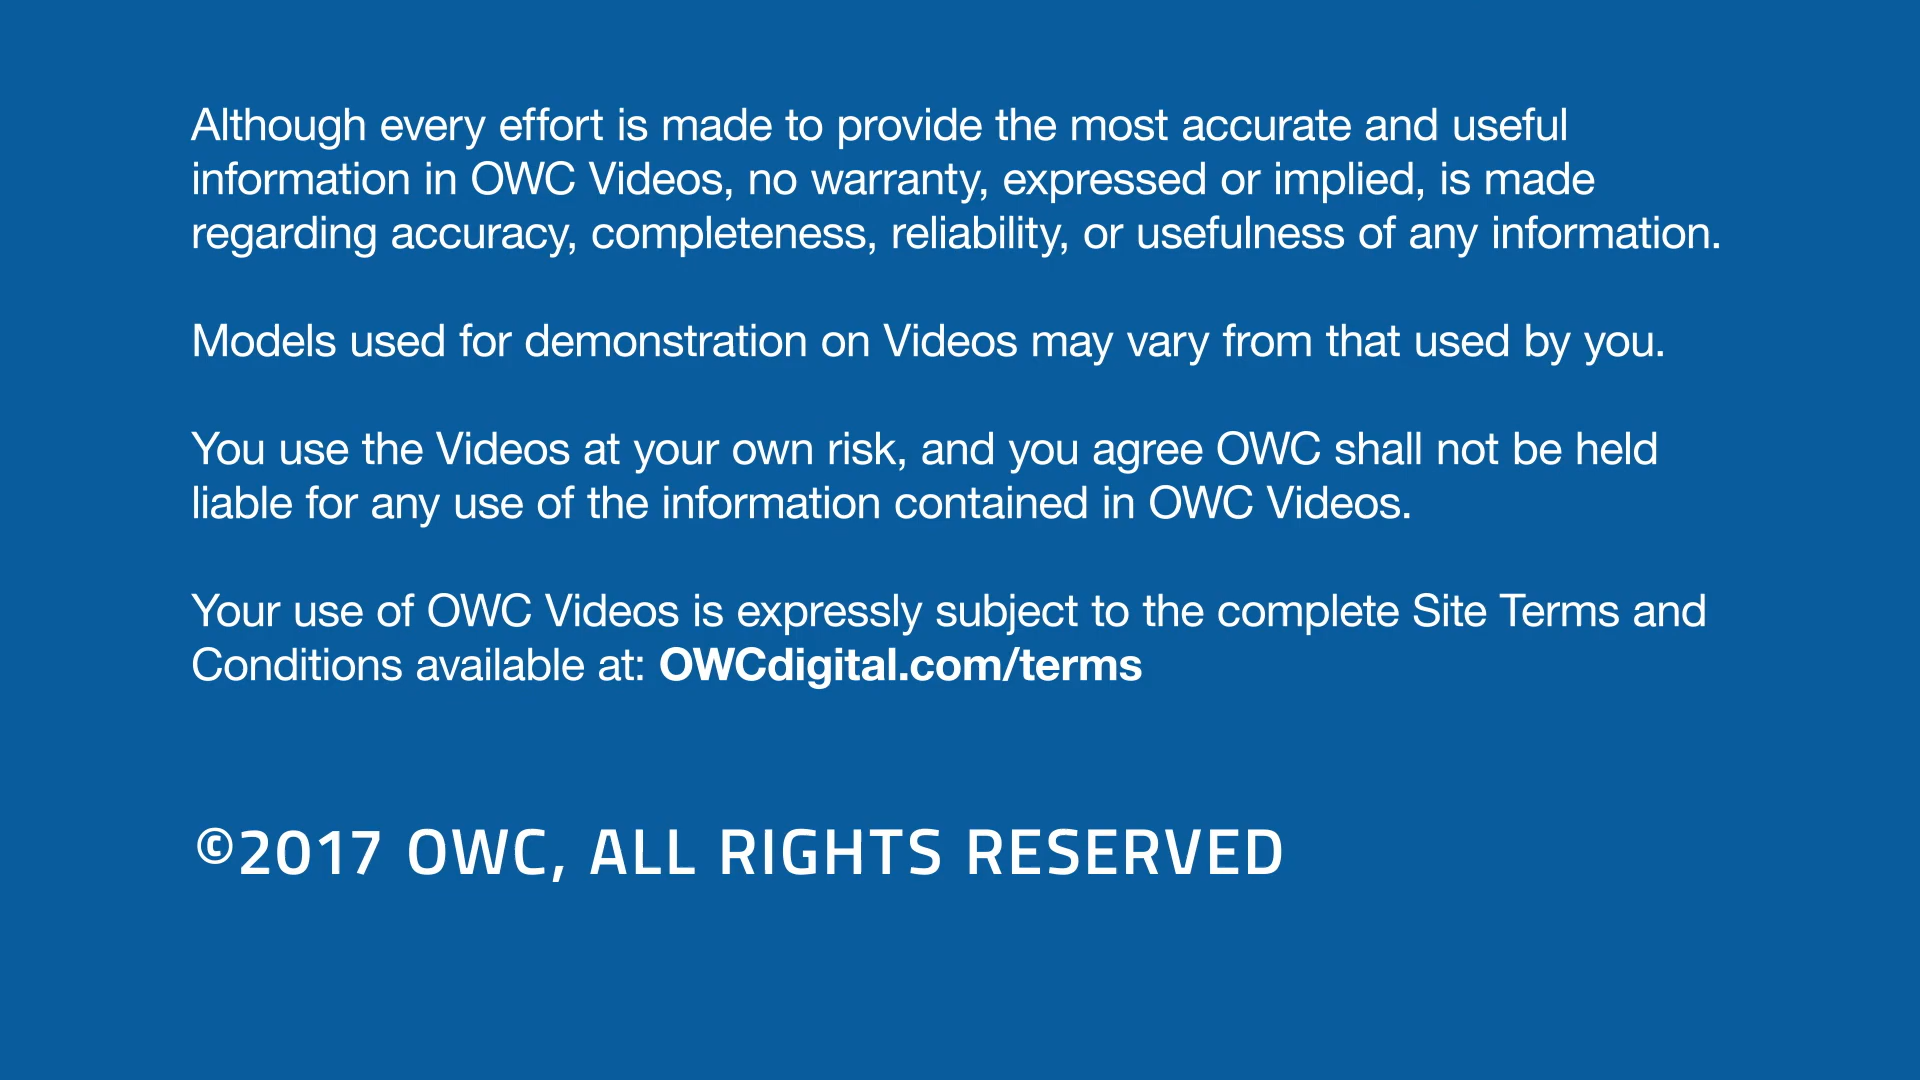 Although every effort is made to provide the most accurate and useful
information in OWC Videos, no warranty, expressed or implied, is made
regarding accuracy, completeness, reliability, or usefulness of any information.
Models used for demonstration on Videos may vary from that used by you.
You use the Videos at your own risk, and you agree OWC shall not be held
liable for any use of the information contained in OWC Videos.
Your use of OWC Videos is expressly subject to the complete Site Terms and
Conditions available at: OWCdigital.com/terms
©2017 OWC, ALL RIGHTS RESERVED